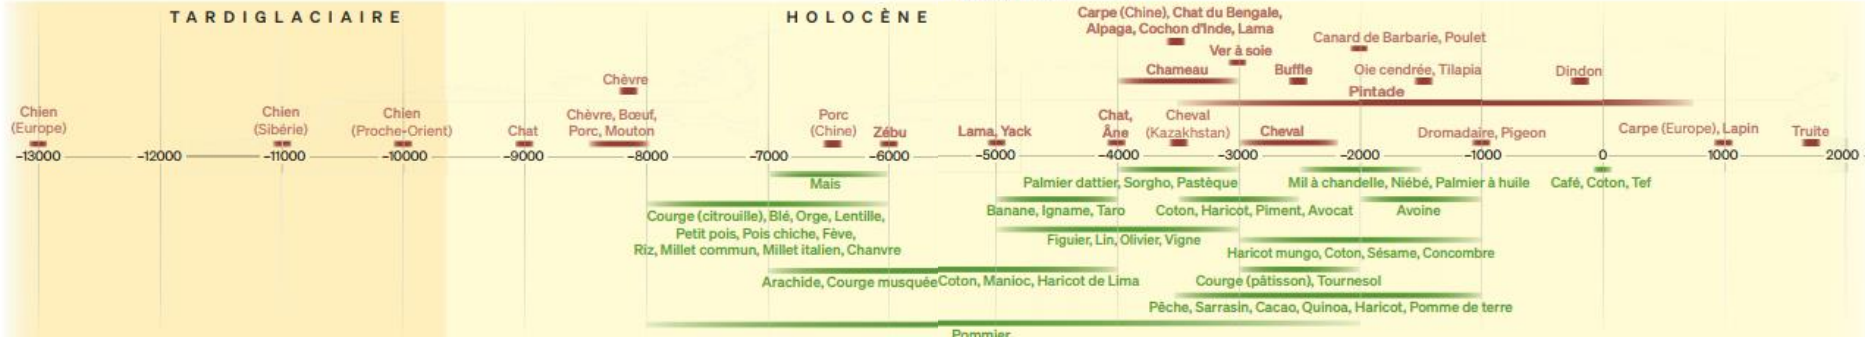 TARDIGLACIAIRE
HOLOCÈNE
Carpe (Chine), Chat du Bengale,
Alpaga, Cochon d'Inde, Lama
Canard de Barbarie, Poulet
Ver à soie
Chameau
Buffle
Oie cendrée, Tilapia
Dindon
Chèvre
Pintade
Chien
(Europe)
Chien
(Sibérie)
Chien
(Proche-Orient)
Chat
Chèvre, Bœuf,
Porc, Mouton
Porc
(Chine)
Zébu
Lama, Yack
Chat,
Âne
Cheval
(Kazakhstan)
Cheval
Dromadaire, Pigeon
Carpe (Europe), Lapin
Truite
-13000 -12000 -11000 -10000 -9000 -8000 -7000 -6000 -5000 -4000 -3000 -2000 -1000 0 1000 2000
Mais
Palmier dattier, Sorgho, Pastèque
Mil à chandelle, Niébé, Palmier à huile
Café, Coton, Tef
Courge (citrouille), Blé, Orge, Lentille,
Petit pois, Pois chiche, Fève,
Riz, Millet commun, Millet italien, Chanvre
Banane, Igname, Taro
Coton, Haricot, Piment, Avocat
Avoine
Figuier, Lin, Olivier, Vigne
Haricot mungo, Coton, Sésame, Concombre
Arachide, Courge musquée Coton, Manioc, Haricot de Lima
Courge (pâtisson), Tournesol
Pêche, Sarrasin, Cacao, Quinoa, Haricot, Pomme de terre
Pommier